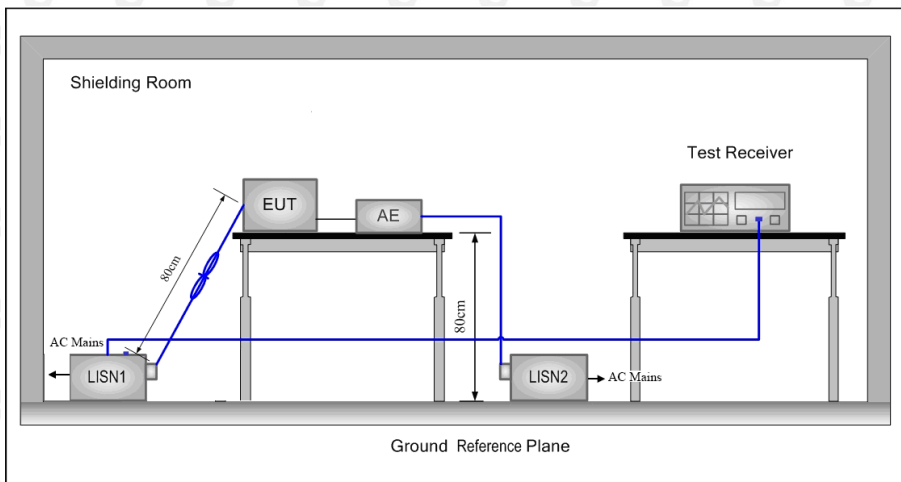 Shielding Room
Test Receiver
EUT
AE
80cm
80cm
AC Mains
LISN1
LISN2
AC Mains
Ground Reference Plane